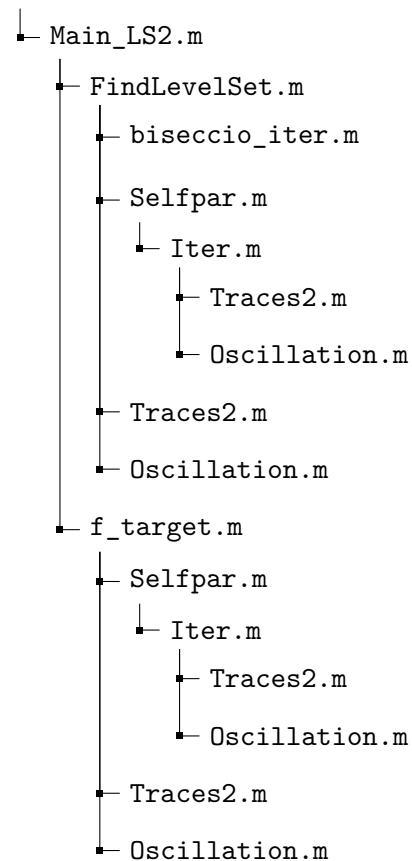 Main_LS2.m
FindLevelSet.m
biseccio_iter.m
Selfpar.m
Iter.m
Traces2.m
Oscillation.m
Traces2.m
Oscillation.m
f_target.m
Selfpar.m
Iter.m
Traces2.m
Oscillation.m
Traces2.m
Oscillation.m